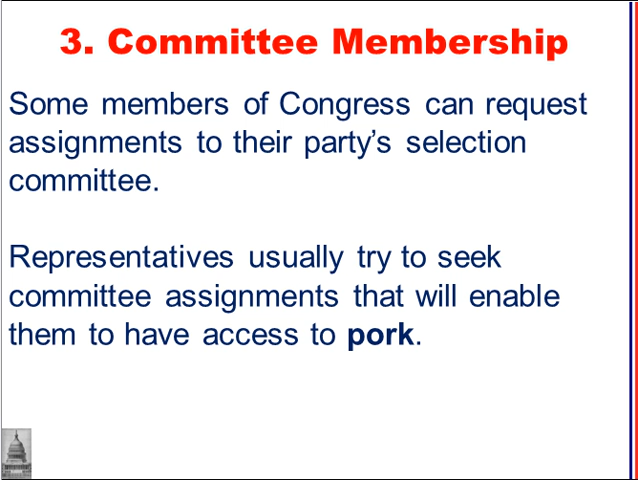 3. Committee Membership
Some members of Congress can request
assignments to their party’s selection
committee.
Representatives usually try to seek
committee assignments that will enable
them to have access to pork.